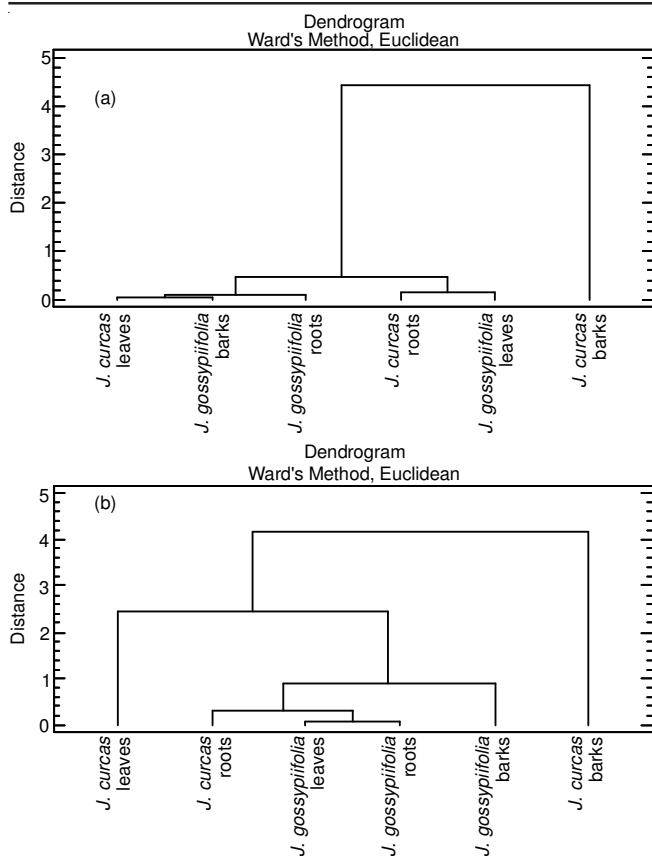 Dendrogram
Ward's Method, Euclidean
(a)
Distance
5
4
3
2
1
0
J. curcas
leaves
J. gossypiifolia
barks
J. gossypiifolia
roots
J. curcas
roots
J. gossypiifolia
leaves
J. curcas
barks
Dendrogram
Ward's Method, Euclidean
(b)
Distance
5
4
3
2
1
0
J. curcas
leaves
J. curcas
roots
J. gossypiifolia
leaves
J. gossypiifolia
roots
J. gossypiifolia
barks
J. curcas
barks